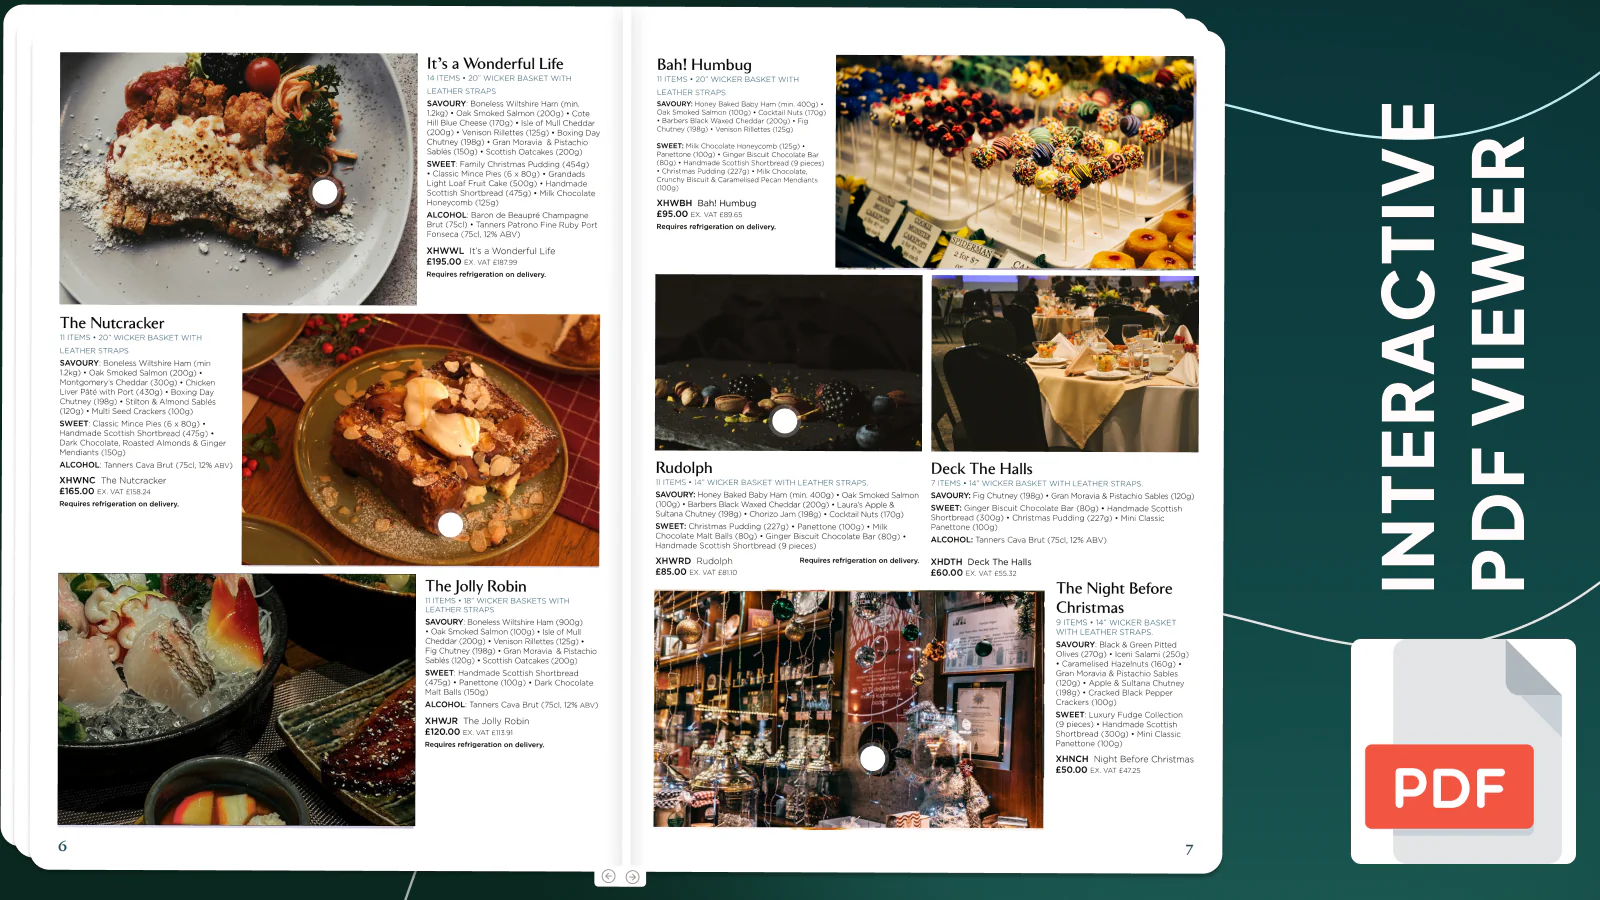 It's a Wonderful Life
14 ITEMS • 20" WICKER BASKET WITH
LEATHER STRAPS
SAVOURY: Boneless Wiltshire Ham (min.
1.2kg) • Oak Smoked Salmon (200g) • Cote
Hill Blue Cheese (170g) • Isle of Mull Cheddar
(200g) • Venison Rillettes (125g) • Boxing Day
Chutney (198g) • Gran Moravia & Pistachio
Sablés (150g) • Scottish Oatcakes (200g)
SWEET: Family Christmas Pudding (454g)
• Classic Mince Pies (6 x 80g) • Grandads
Light Loaf Fruit Cake (500g) • Handmade
Scottish Shortbread (475g) • Milk Chocolate
Honeycomb (125g)
ALCOHOL: Baron de Beaupré Champagne
Brut (75cl) • Tanners Patrono Fine Ruby Port
Fonseca (75cl, 12% ABV)
XHWWL It's a Wonderful Life
£195.00 EX. VAT £187.99
Requires refrigeration on delivery.
The Nutcracker
11 ITEMS • 20" WICKER BASKET WITH
LEATHER STRAPS
SAVOURY: Boneless Wiltshire Ham (min
1.2kg) • Oak Smoked Salmon (200g) •
Montgomery's Cheddar (300g) • Chicken
Liver Pâté with Port (430g) • Boxing Day
Chutney (198g) • Stilton & Almond Sablés
(120g) • Multi Seed Crackers (100g)
SWEET: Classic Mince Pies (6 x 80g) •
Handmade Scottish Shortbread (475g) •
Dark Chocolate, Roasted Almonds & Ginger
Mendiants (150g)
ALCOHOL: Tanners Cava Brut (75cl, 12% ABV)
XHWNC The Nutcracker
£165.00 EX. VAT £158.24
Requires refrigeration on delivery.
The Jolly Robin
11 ITEMS • 18" WICKER BASKETS WITH
LEATHER STRAPS
SAVOURY: Boneless Wiltshire Ham (900g)
• Oak Smoked Salmon (100g) • Isle of Mull
Cheddar (200g) • Venison Rillettes (125g) •
Fig Chutney (198g) • Gran Moravia & Pistachio
Sablés (120g) • Scottish Oatcakes (200g)
SWEET: Handmade Scottish Shortbread
(475g) • Panettone (100g) • Dark Chocolate
Malt Balls (150g)
ALCOHOL: Tanners Cava Brut (75cl, 12% ABV)
XHWJR The Jolly Robin
£120.00 EX. VAT £113.91
Requires refrigeration on delivery.
6
Bah! Humbug
11 ITEMS • 20" WICKER BASKET WITH
LEATHER STRAPS
SAVOURY: Honey Baked Baby Ham (min. 400g) •
Oak Smoked Salmon (100g) • Cocktail Nuts (170g)
• Barbers Black Waxed Cheddar (200g) • Fig
Chutney (198g) • Venison Rillettes (125g)
SWEET: Milk Chocolate Honeycomb (125g) •
Panettone (100g) • Ginger Biscuit Chocolate Bar
(80g) • Handmade Scottish Shortbread (9 pieces)
• Christmas Pudding (227g) • Milk Chocolate,
Crunchy Biscuit & Caramelised Pecan Mendiants
(100g)
XHWBH Bah! Humbug
£95.00 EX. VAT £89.65
Requires refrigeration on delivery.
SPIDERMAN
2 for $7
Rudolph
11 ITEMS • 14" WICKER BASKET WITH LEATHER STRAPS.
SAVOURY: Honey Baked Baby Ham (min. 400g) • Oak Smoked Salmon
(100g) • Barbers Black Waxed Cheddar (200g) • Laura's Apple &
Sultana Chutney (198g) • Chorizo Jam (198g) • Cocktail Nuts (170g)
SWEET: Christmas Pudding (227g) • Panettone (100g) • Milk
Chocolate Malt Balls (80g) • Ginger Biscuit Chocolate Bar (80g) •
Handmade Scottish Shortbread (9 pieces)
XHWRD Rudolph
Requires refrigeration on delivery.
£85.00 EX. VAT £81.10
Deck The Halls
7 ITEMS • 14" WICKER BASKET WITH LEATHER STRAPS.
SAVOURY: Fig Chutney (198g) • Gran Moravia & Pistachio Sables (120g)
SWEET: Ginger Biscuit Chocolate Bar (80g) • Handmade Scottish
Shortbread (300g) • Christmas Pudding (227g) • Mini Classic
Panettone (100g)
ALCOHOL: Tanners Cava Brut (75cl, 12% ABV)
XHDTH Deck The Halls
£60.00 EX. VAT £55.32
The Night Before
Christmas
9 ITEMS • 14" WICKER BASKET
WITH LEATHER STRAPS.
SAVOURY: Black & Green Pitted
Olives (270g) • Iceni Salami (250g)
• Caramelised Hazelnuts (160g) •
Gran Moravia & Pistachio Sables
(120g) • Apple & Sultana Chutney
(198g) • Cracked Black Pepper
Crackers (100g)
SWEET: Luxury Fudge Collection
(9 pieces) • Handmade Scottish
Shortbread (300g) • Mini Classic
Panettone (100g)
XHNCH Night Before Christmas
£50.00 EX. VAT £47.25
7
INTERACTIVE
PDF VIEWER
PDF